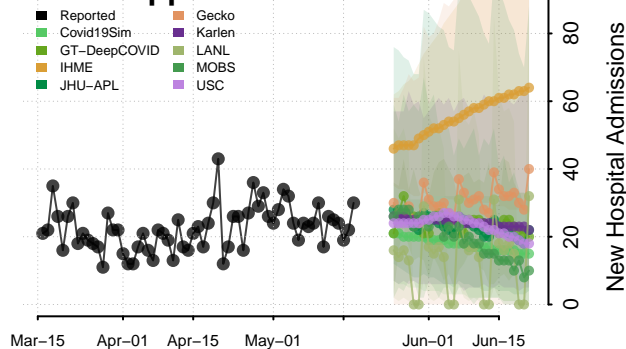 Reported
Covid19Sim
GT−DeepCOVID
IHME
JHU−APL
Gecko
Karlen
LANL
MOBS
USC
80
60
40
20
0
New Hospital Admissions
Mar−15
Apr−01
Apr−15
May−01
Jun−01
Jun−15